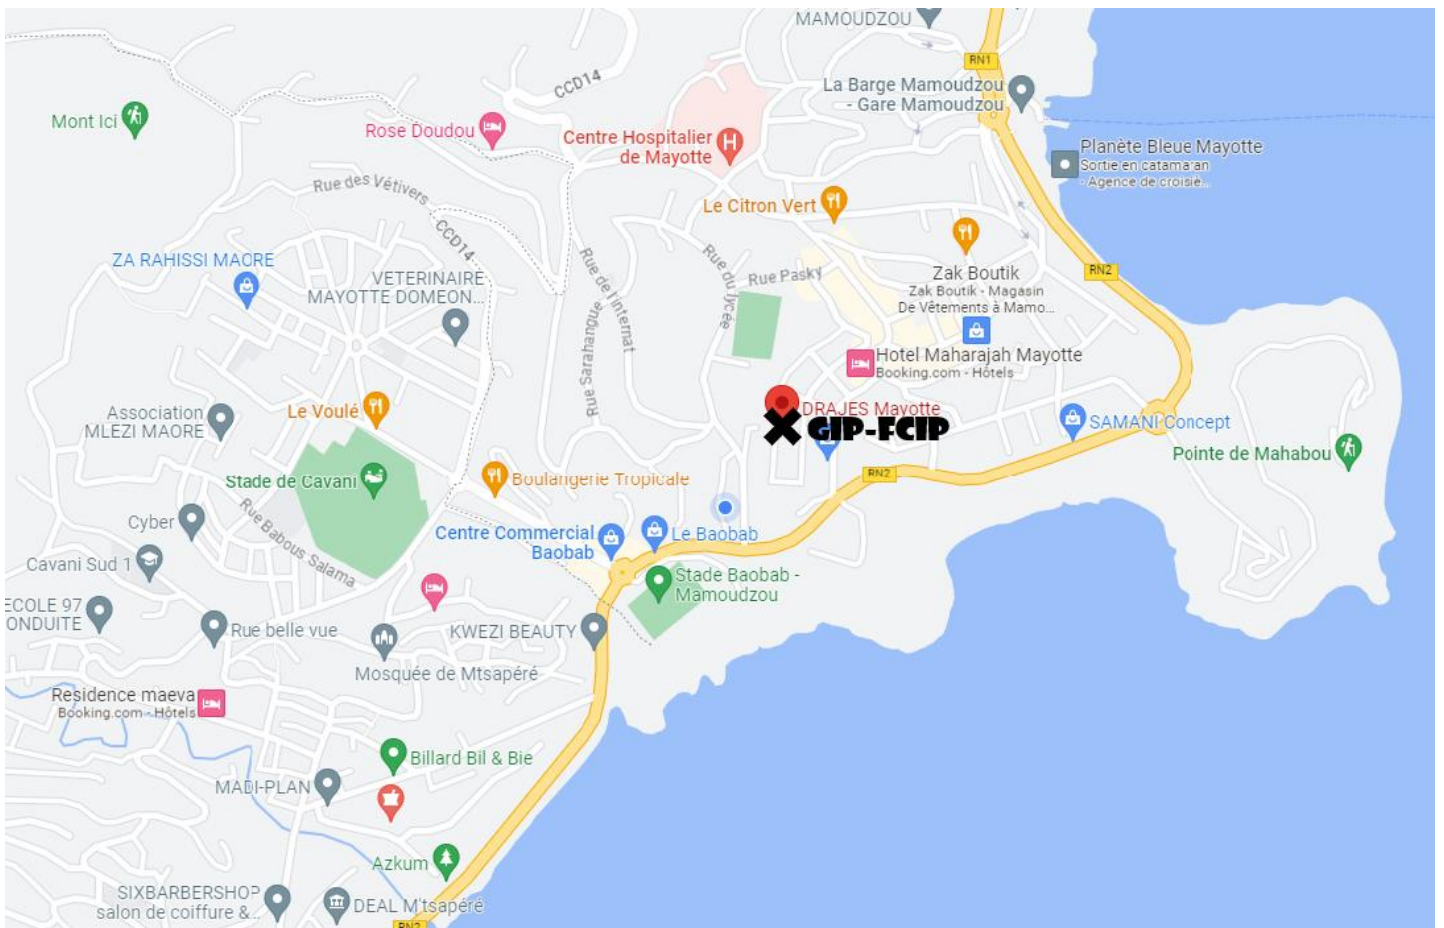 MAMOUDZOU
RN1
CCD14
La Barge Mamoudzou
- Gare Mamoudzou
Mont Ici
Rose Doudou
Centre Hospitalier
de Mayotte
Planète Bleue Mayotte
Sortie en catamaran
- Agence de croisiè...
Rue des Vétivers
Le Citron Vert
CCD14
ZA RAHISSI MAORE
VETERINAIRE
MAYOTTE DOMEON...
Rue de l'internat
Rue du lycée
Rue Pasky
Zak Boutik
Zak Boutik - Magasin
De Vêtements à Mamo...
RN2
Rue Sarahangue
Hotel Maharajah Mayotte
Booking.com - Hôtels
Le Voulé
Association
MLEZI MAORE
DRAJES Mayotte
GIP-FCIP
SAMANI Concept
Pointe de Mahabou
Stade de Cavani
Boulangerie Tropicale
RN2
Cyber
Rue Babous Salama
Centre Commercial
Baobab
Le Baobab
Cavani Sud 1
Stade Baobab -
Mamoudzou
ECOLE 97
ONDUITE
Rue belle vue
KWEZI BEAUTY
Mosquée de Mtsapéré
Residence maeva
Booking.com - Hôtels
Billard Bil & Bie
MADI-PLAN
Azkum
SIXBARBERSHOP
salon de coiffure &...
DEAL M'tsapéré
RN2